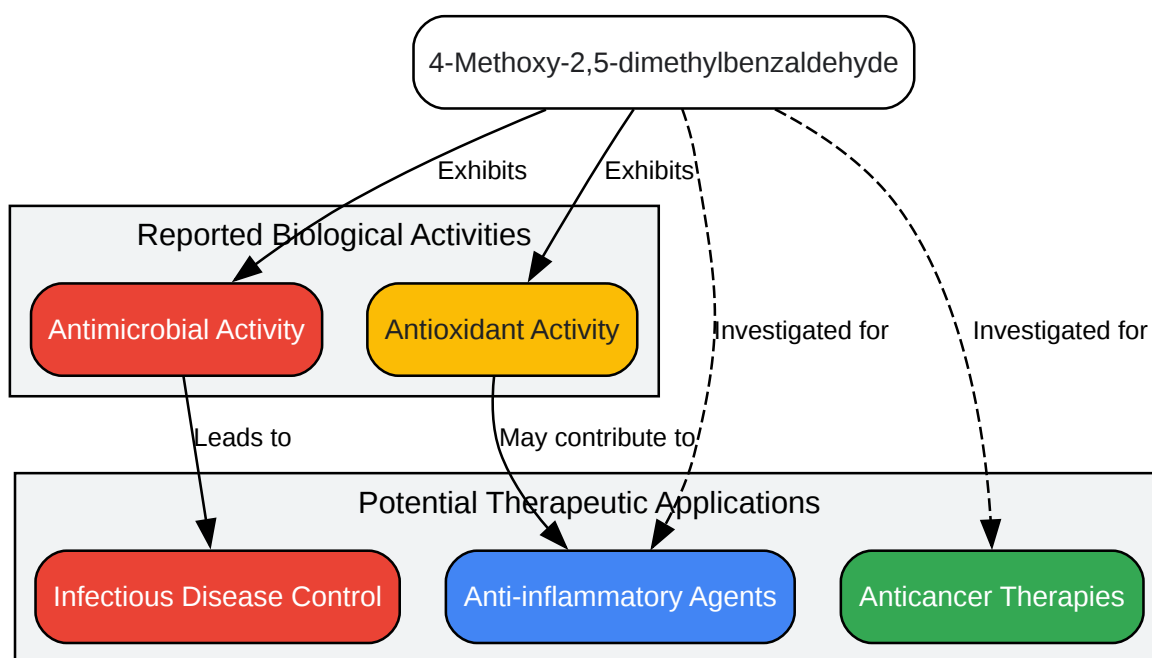 4-Methoxy-2,5-dimethylbenzaldehyde
Exhibits
Exhibits
Reported Biological Activities
Antimicrobial Activity
Antioxidant Activity
Investigated for
Investigated for
Leads to
May contribute to
Potential Therapeutic Applications
Infectious Disease Control
Anti-inflammatory Agents
Anticancer Therapies